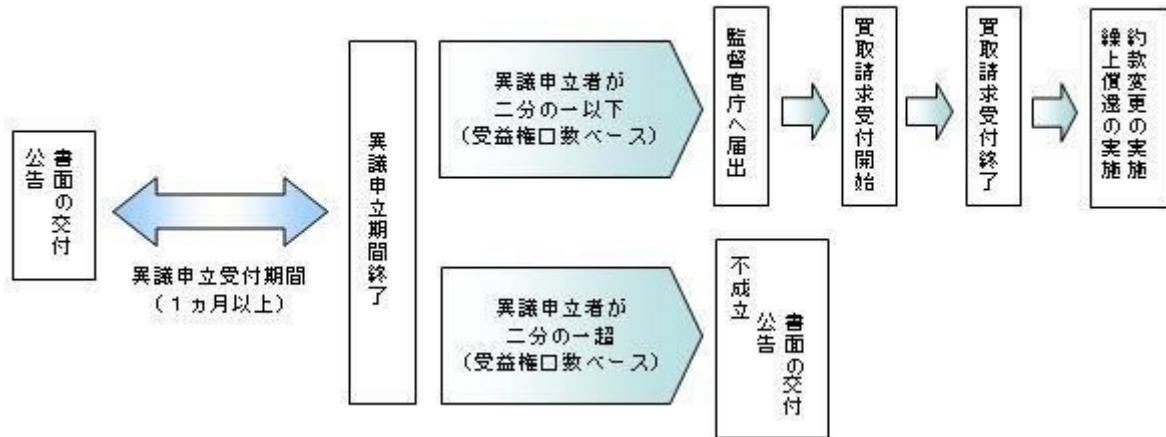 書面の交付
公告
異議申立受付期間
(1ヵ月以上)
異議申立期間終了
異議申立者が
二分の一以下
(受益権口数ベース)
監督官庁へ届出
買取請求受付開始
買取請求受付終了
約款変更の実施
繰上償還の実施
異議申立者が
二分の一超
(受益権口数ベース)
不成立
書面の交付
公告